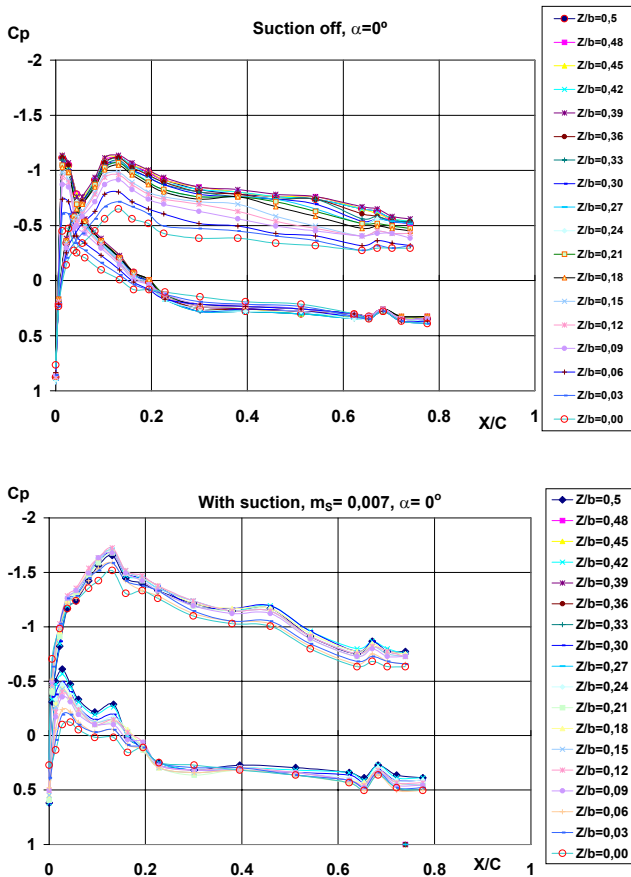 Cp
Suction off, α=0º
-2
-1.5
-1
-0.5
0
0.5
1
0
0.2
0.4
0.6
0.8
1
X/C
Z/b=0,5
Z/b=0,48
Z/b=0,45
Z/b=0,42
Z/b=0,39
Z/b=0,36
Z/b=0,33
Z/b=0,30
Z/b=0,27
Z/b=0,24
Z/b=0,21
Z/b=0,18
Z/b=0,15
Z/b=0,12
Z/b=0,09
Z/b=0,06
Z/b=0,03
Z/b=0,00
Cp
With suction, mS= 0,007, α= 0º
-2
-1.5
-1
-0.5
0
0.5
1
0
0.2
0.4
0.6
0.8
1
X/C
Z/b=0,5
Z/b=0,48
Z/b=0,45
Z/b=0,42
Z/b=0,39
Z/b=0,36
Z/b=0,33
Z/b=0,30
Z/b=0,27
Z/b=0,24
Z/b=0,21
Z/b=0,18
Z/b=0,15
Z/b=0,12
Z/b=0,09
Z/b=0,06
Z/b=0,03
Z/b=0,00